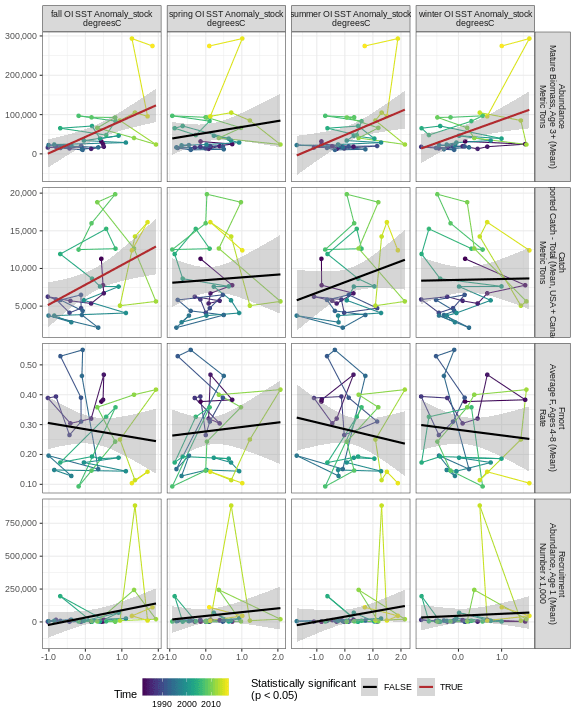 fall OI SST Anomaly_stock
degreesC
spring OI SST Anomaly_stock
degreesC
summer OI SST Anomaly_stock
degreesC
winter OI SST Anomaly_stock
degreesC
300,000
200,000
100,000
0
Abundance
Mature Biomass, Age 3+ (Mean)
Metric Tons
20,000
15,000
10,000
5,000
Catch
ported Catch - Total (Mean, USA + Cana
Metric Tons
0.50
0.40
0.30
0.20
0.10
Fmort
Average F, Ages 4-8 (Mean)
Rate
750,000
500,000
250,000
0
Recruitment
Abundance, Age 1 (Mean)
Number x 1,000
-1.0 0.0 1.0 2.0
-1.0 0.0 1.0 2.0
-1.0 0.0 1.0 2.0
0.0 1.0
Time
1990 2000 2010
Statistically significant
(p < 0.05)
FALSE
TRUE